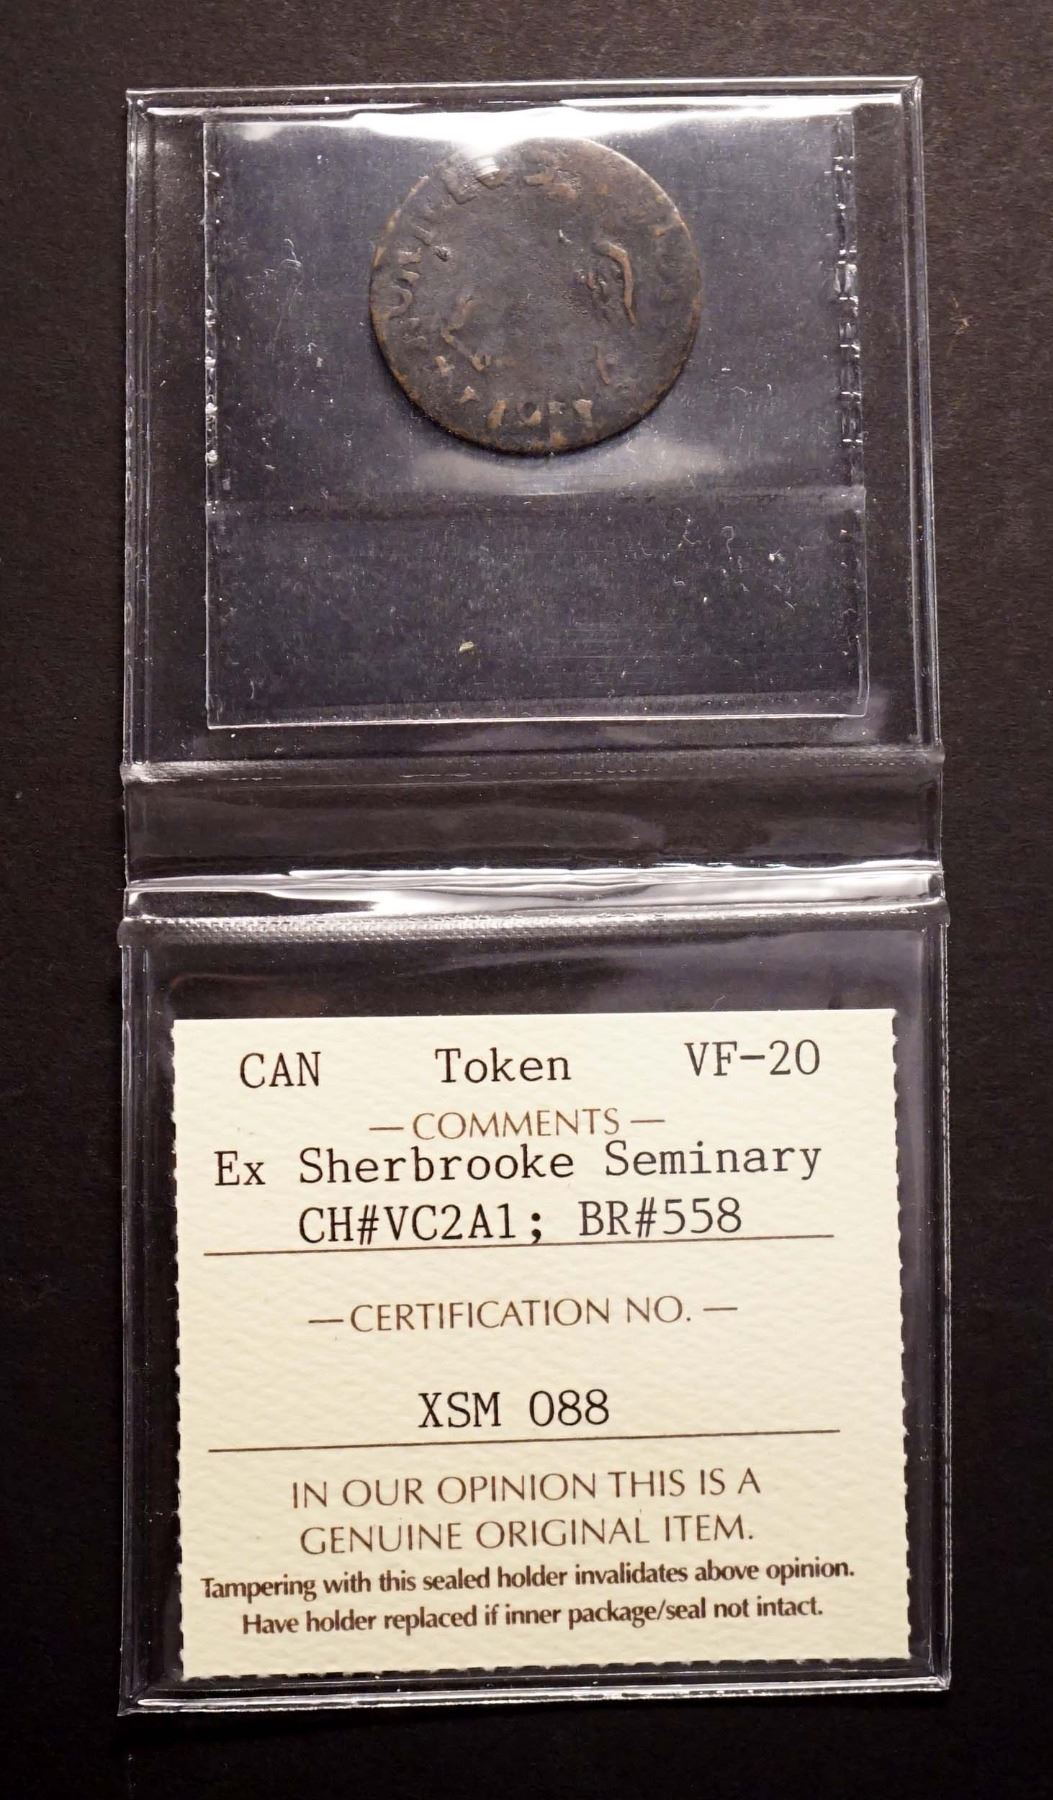 CAN Token VF-20
— COMMENTS —
Ex Sherbrooke Seminary
CH#VC2A1; BR#558
— CERTIFICATION NO. —
XSM 088
IN OUR OPINION THIS IS A
GENUINE ORIGINAL ITEM.
Tampering with this sealed holder invalidates above opinion.
Have holder replaced if inner package/seal not intact.